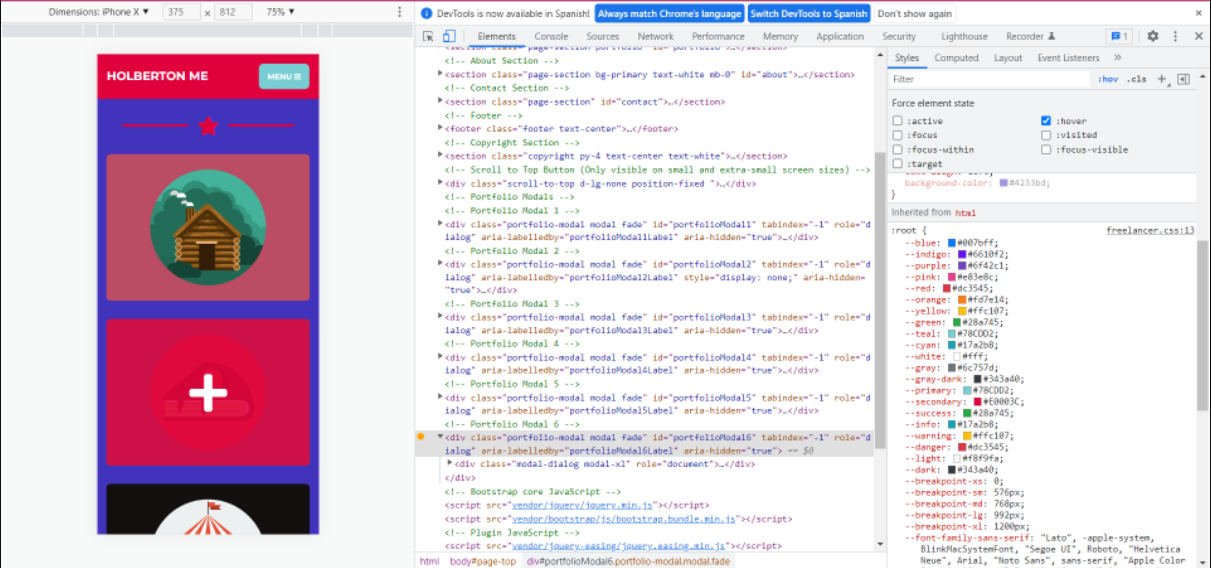 Dimensions: iPhone X ▼ 375 x 812 75% ▼
HOLBERTON ME
MENU ☰
DevTools is now available in Spanish! Always match Chrome's language Switch DevTools to Spanish Don't show again
Elements Console Sources Network Performance Memory Application Security Lighthouse Recorder 1
<!-- About Section -->
<section class="page-section bg-primary text-white mb-0" id="about">…</section>
<!-- Contact Section -->
<section class="page-section" id="contact">…</section>
<!-- Footer -->
<footer class="footer text-center">…</footer>
<!-- Copyright Section -->
<section class="copyright py-4 text-center text-white">…</section>
<!-- Scroll to Top Button (Only visible on small and extra-small screen sizes) -->
<div class="scroll-to-top d-lg-none position-fixed ">…</div>
<!-- Portfolio Modals -->
<!-- Portfolio Modal 1 -->
<div class="portfolio-modal modal fade" id="portfolioModal1" tabindex="-1" role="d
ialog" aria-labelledby="portfolioModal1Label" aria-hidden="true">…</div>
<!-- Portfolio Modal 2 -->
<div class="portfolio-modal modal fade" id="portfolioModal2" tabindex="-1" role="d
ialog" aria-labelledby="portfolioModal2Label" style="display: none;" aria-hidden=
"true">…</div>
<!-- Portfolio Modal 3 -->
<div class="portfolio-modal modal fade" id="portfolioModal3" tabindex="-1" role="d
ialog" aria-labelledby="portfolioModal3Label" aria-hidden="true">…</div>
<!-- Portfolio Modal 4 -->
<div class="portfolio-modal modal fade" id="portfolioModal4" tabindex="-1" role="d
ialog" aria-labelledby="portfolioModal4Label" aria-hidden="true">…</div>
<!-- Portfolio Modal 5 -->
<div class="portfolio-modal modal fade" id="portfolioModal5" tabindex="-1" role="d
ialog" aria-labelledby="portfolioModal5Label" aria-hidden="true">…</div>
<!-- Portfolio Modal 6 -->
<div class="portfolio-modal modal fade" id="portfolioModal6" tabindex="-1" role="d
ialog" aria-labelledby="portfolioModal6Label" aria-hidden="true"> == $0
<div class="modal-dialog modal-xl" role="document">…</div>
</div>
<!-- Bootstrap core JavaScript -->
<script src="vendor/jquery/jquery.min.js"></script>
<script src="vendor/bootstrap/js/bootstrap.bundle.min.js"></script>
<!-- Plugin JavaScript -->
<script src="vendor/jquery-easing/jquery.easing.min.js"></script>
html body#page-top div#portfolioModal6.portfolio-modal.modal.fade
Styles Computed Layout Event Listeners »
Filter :hov .cls +
Force element state
:active :hover
:focus :visited
:focus-within :focus-visible
:target
background-color: #4233bd;
}
Inherited from html
:root { freelancer.css:13
--blue: #007bff;
--indigo: #6610f2;
--purple: #6f42c1;
--pink: #e83e8c;
--red: #dc3545;
--orange: #fd7e14;
--yellow: #ffc107;
--green: #28a745;
--teal: #78CDD2;
--cyan: #17a2b8;
--white: #fff;
--gray: #6c757d;
--gray-dark: #343a40;
--primary: #78CDD2;
--secondary: #E0003C;
--success: #28a745;
--info: #17a2b8;
--warning: #ffc107;
--danger: #dc3545;
--light: #f8f9fa;
--dark: #343a40;
--breakpoint-xs: 0;
--breakpoint-sm: 576px;
--breakpoint-md: 768px;
--breakpoint-lg: 992px;
--breakpoint-xl: 1200px;
--font-family-sans-serif: "Lato", -apple-system,
BlinkMacSystemFont, "Segoe UI", Roboto, "Helvetica
Neue", Arial, "Noto Sans", sans-serif, "Apple Color